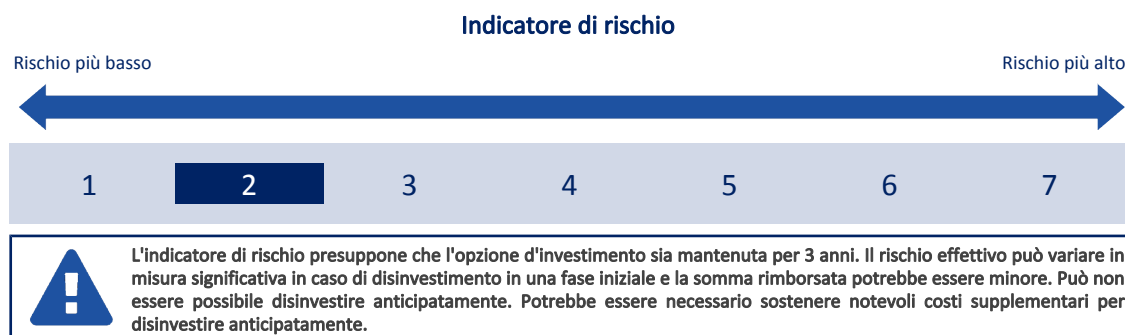 Indicatore di rischio
Rischio più basso
Rischio più alto
1 2 3 4 5 6 7
L'indicatore di rischio presuppone che l'opzione d'investimento sia mantenuta per 3 anni. Il rischio effettivo può variare in
misura significativa in caso di disinvestimento in una fase iniziale e la somma rimborsata potrebbe essere minore. Può non
essere possibile disinvestire anticipatamente. Potrebbe essere necessario sostenere notevoli costi supplementari per
disinvestire anticipatamente.